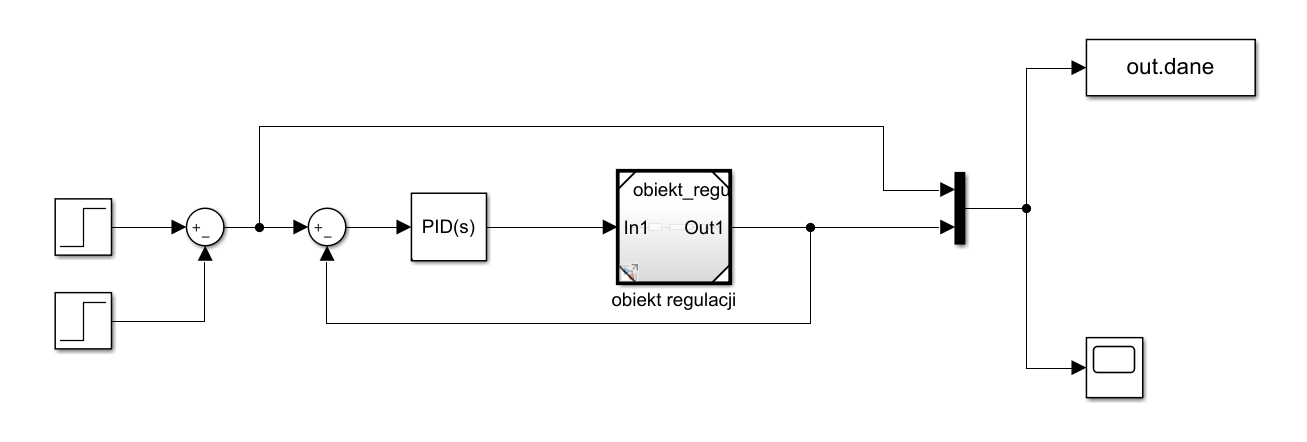 out.dane
obiekt_regu
+
_
+
_
PID(s)
In1
Out1
obiekt regulacji